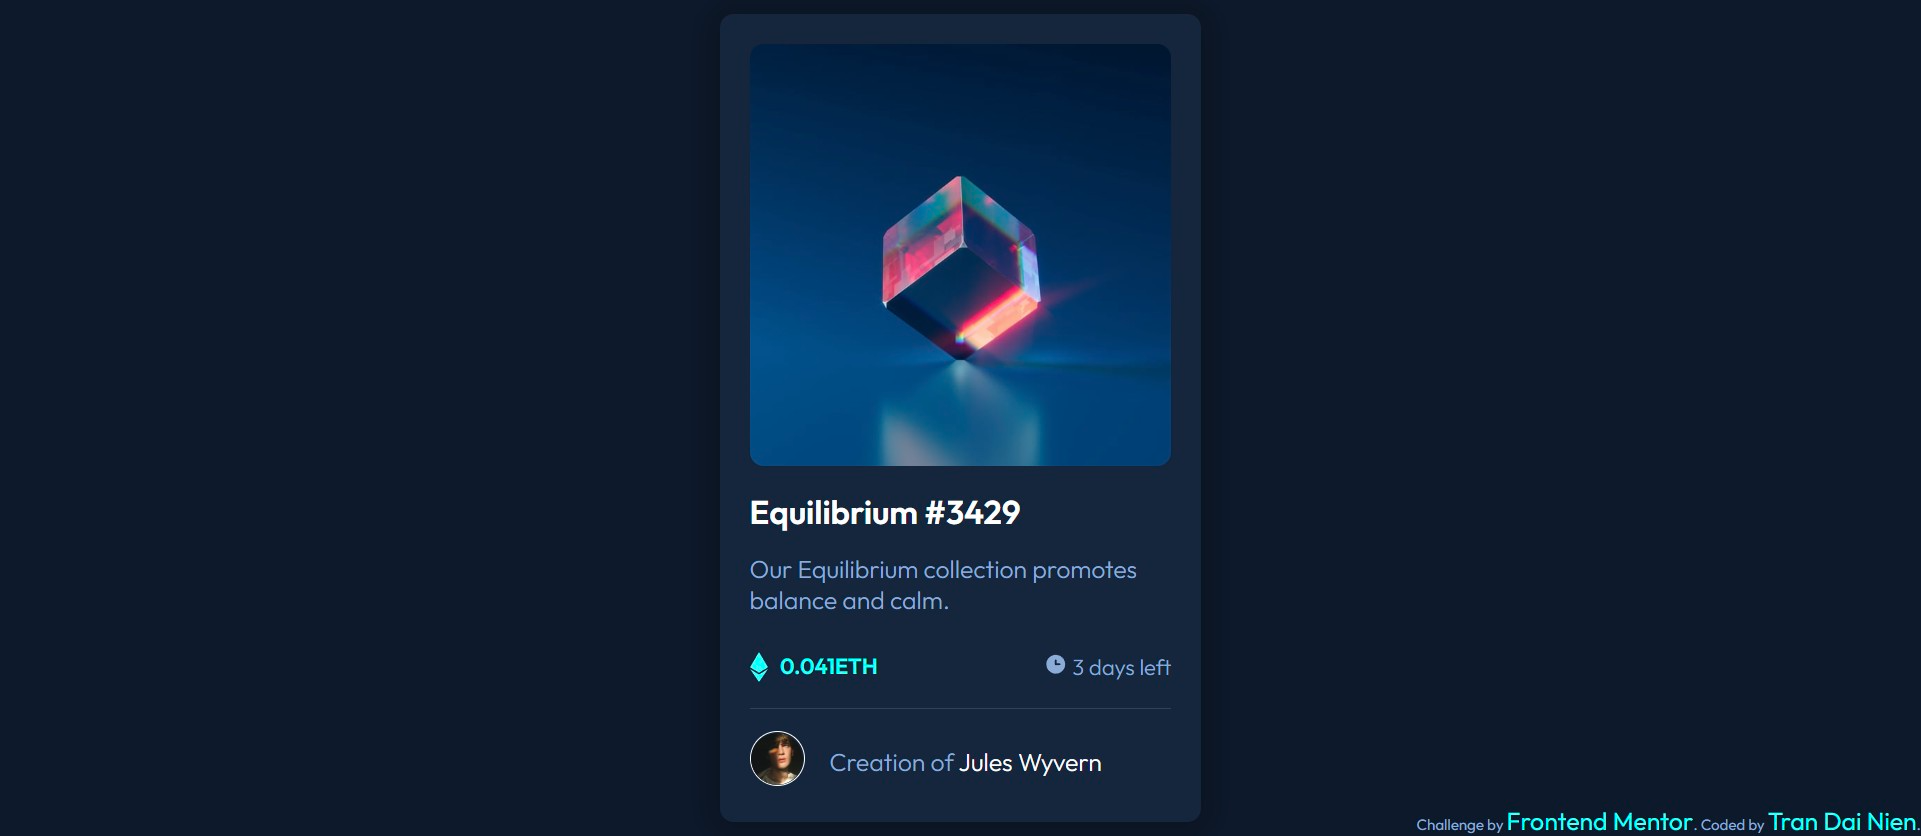 Equilibrium #3429
Our Equilibrium collection promotes
balance and calm.
0.041ETH
3 days left
Creation of Jules Wyvern
Challenge by Frontend Mentor. Coded by Tran Dai Nien.